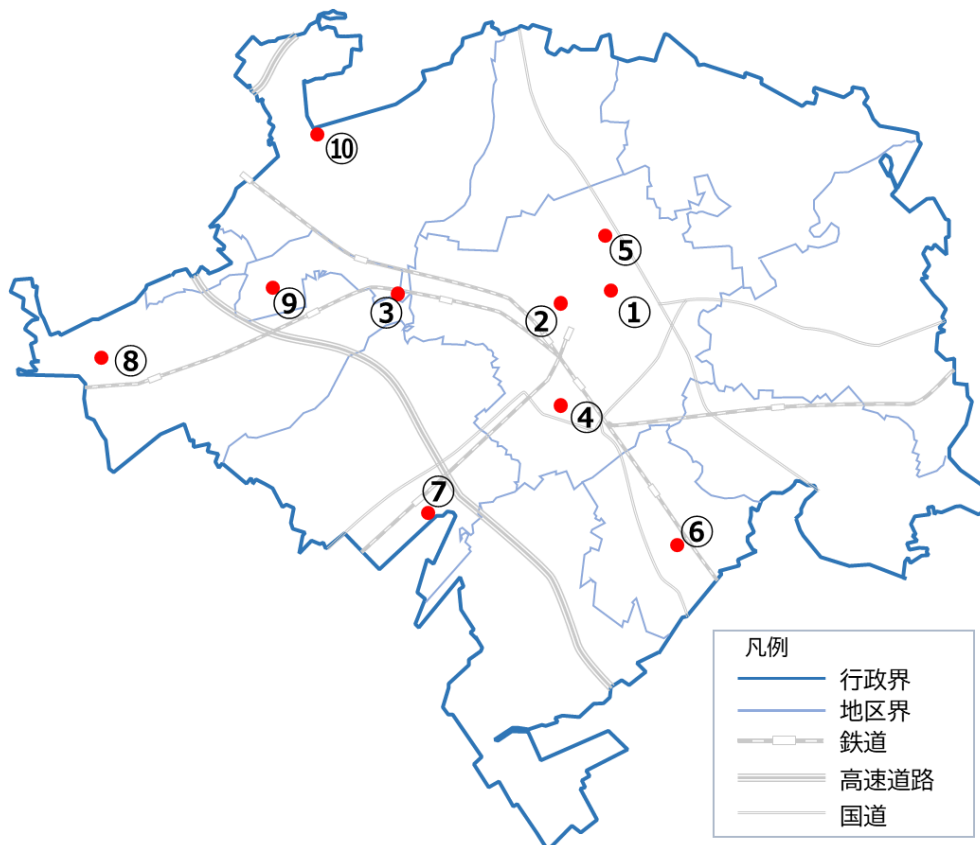 ⑩
⑤
⑨
③
②
①
⑧
④
⑦
⑥
凡例
行政界
地区界
鉄道
高速道路
国道